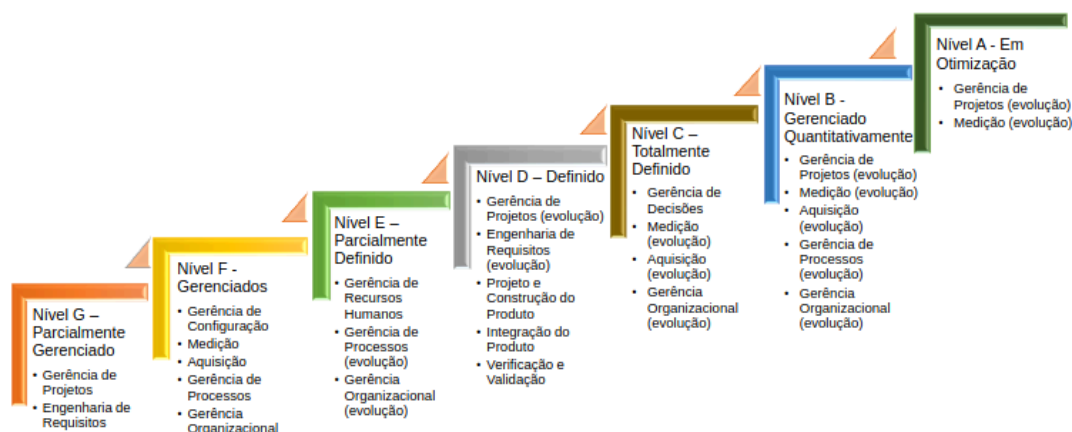 Nível G –
Parcialmente
Gerenciado
• Gerência de
Projetos
• Engenharia de
Requisitos
Nível F -
Gerenciados
• Gerência de
Configuração
• Medição
• Aquisição
• Gerência de
Processos
• Gerência
Organizacional
Nível E –
Parcialmente
Definido
• Gerência de
Recursos
Humanos
• Gerência de
Processos
(evolução)
• Gerência
Organizacional
(evolução)
Nível D – Definido
• Gerência de
Projetos (evolução)
• Engenharia de
Requisitos
(evolução)
• Projeto e
Construção do
Produto
• Integração do
Produto
• Verificação e
Validação
Nível C –
Totalmente
Definido
• Gerência de
Decisões
• Medição
(evolução)
• Aquisição
(evolução)
• Gerência
Organizacional
(evolução)
Nível B -
Gerenciado
Quantitativamente
• Gerência de
Projetos (evolução)
• Medição (evolução)
• Aquisição
(evolução)
• Gerência de
Processos
(evolução)
• Gerência
Organizacional
(evolução)
Nível A - Em
Otimização
• Gerência de
Projetos (evolução)
• Medição (evolução)